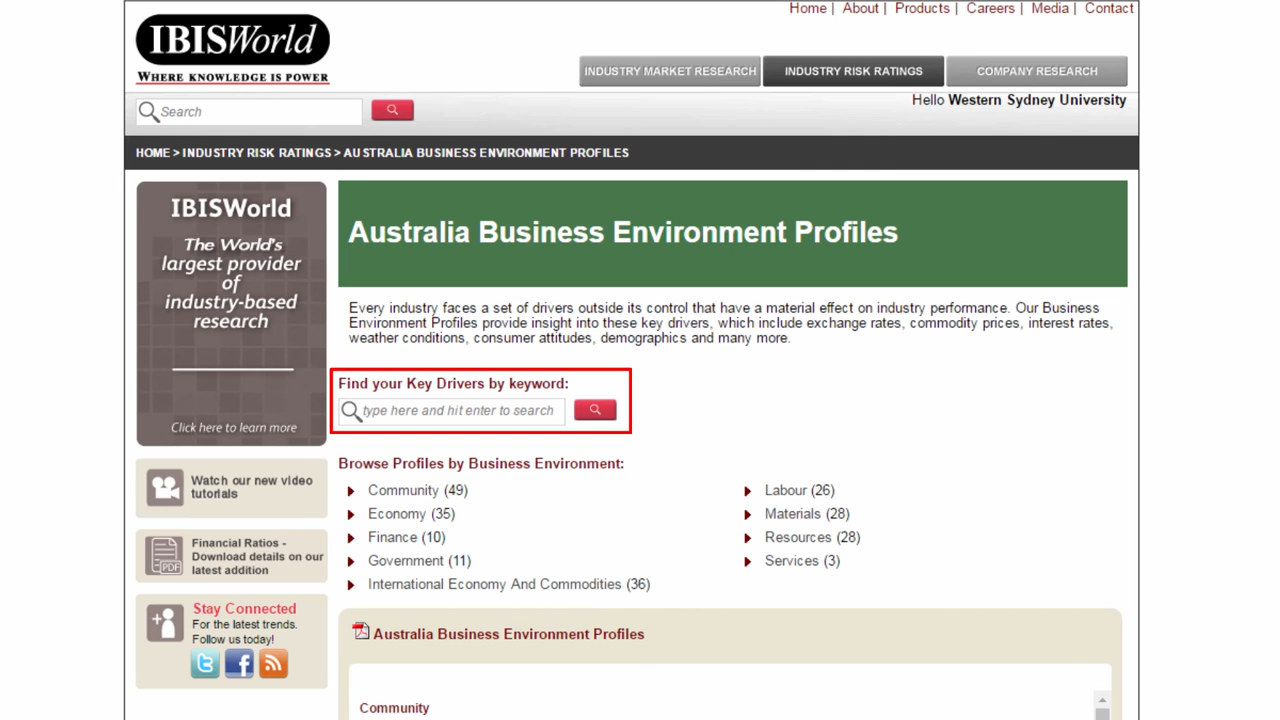 Home | About | Products | Careers | Media | Contact
IBISWorld
WHERE KNOWLEDGE IS POWER
INDUSTRY MARKET RESEARCH
INDUSTRY RISK RATINGS
COMPANY RESEARCH
Search
Hello Western Sydney University
HOME > INDUSTRY RISK RATINGS > AUSTRALIA BUSINESS ENVIRONMENT PROFILES
IBISWorld
The World's
largest provider
of
industry-based
research
Click here to learn more
Watch our new video
tutorials
Financial Ratios -
Download details on our
latest addition
PDF
Stay Connected
For the latest trends.
Follow us today!
Australia Business Environment Profiles
Every industry faces a set of drivers outside its control that have a material effect on industry performance. Our Business
Environment Profiles provide insight into these key drivers, which include exchange rates, commodity prices, interest rates,
weather conditions, consumer attitudes, demographics and many more.
Find your Key Drivers by keyword:
type here and hit enter to search
Browse Profiles by Business Environment:
Community (49)
Economy (35)
Finance (10)
Government (11)
International Economy And Commodities (36)
Labour (26)
Materials (28)
Resources (28)
Services (3)
Australia Business Environment Profiles
Community